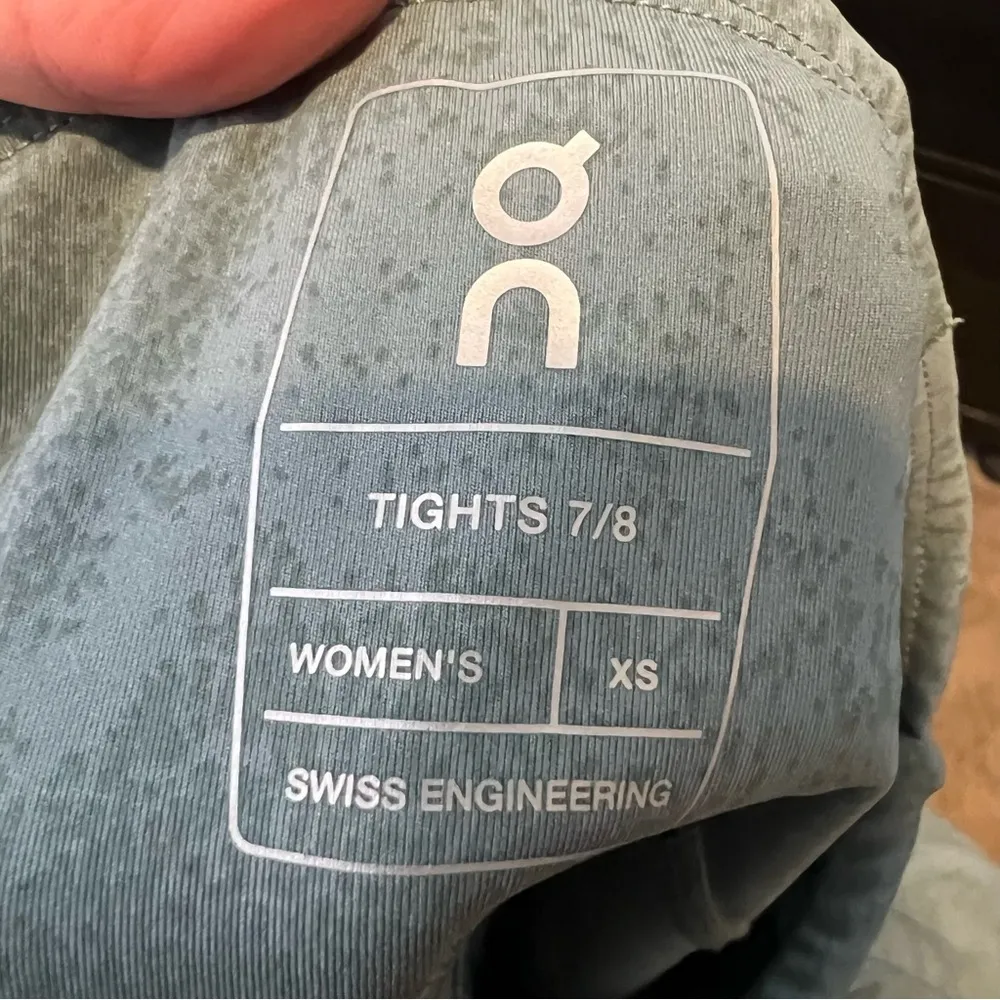 On
TIGHTS 7/8
WOMEN'S XS
SWISS ENGINEERING